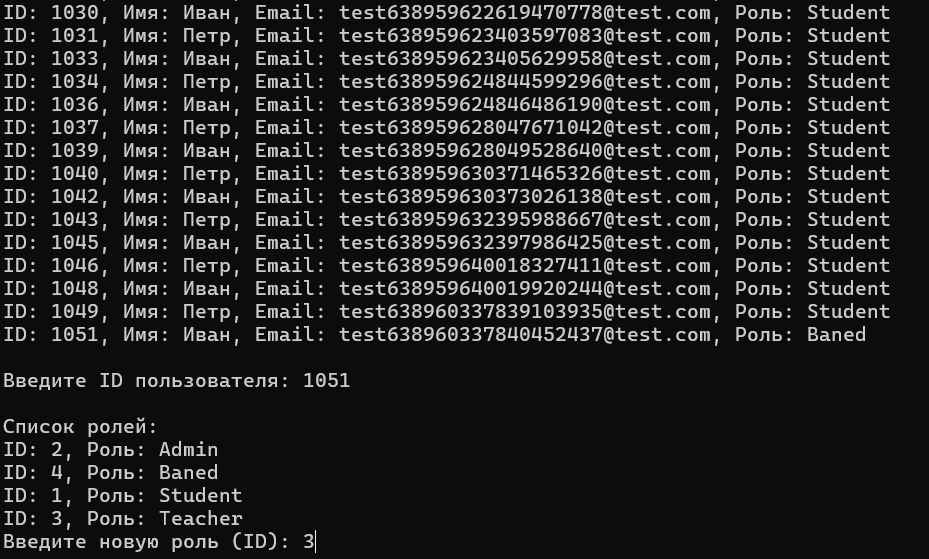 ID: 1030, Имя: Иван, Email: test638959622619470778@test.com, Роль: Student
ID: 1031, Имя: Петр, Email: test638959623403597083@test.com, Роль: Student
ID: 1033, Имя: Иван, Email: test638959623405629958@test.com, Роль: Student
ID: 1034, Имя: Петр, Email: test638959624844599296@test.com, Роль: Student
ID: 1036, Имя: Иван, Email: test638959624846486190@test.com, Роль: Student
ID: 1037, Имя: Петр, Email: test638959628047671042@test.com, Роль: Student
ID: 1039, Имя: Иван, Email: test638959628049528640@test.com, Роль: Student
ID: 1040, Имя: Петр, Email: test638959630371465326@test.com, Роль: Student
ID: 1042, Имя: Иван, Email: test638959630373026138@test.com, Роль: Student
ID: 1043, Имя: Петр, Email: test638959632395988667@test.com, Роль: Student
ID: 1045, Имя: Иван, Email: test638959632397986425@test.com, Роль: Student
ID: 1046, Имя: Петр, Email: test638959640018327411@test.com, Роль: Student
ID: 1048, Имя: Иван, Email: test638959640019920244@test.com, Роль: Student
ID: 1049, Имя: Петр, Email: test638960337839103935@test.com, Роль: Student
ID: 1051, Имя: Иван, Email: test638960337840452437@test.com, Роль: Baned
Введите ID пользователя: 1051
Список ролей:
ID: 2, Роль: Admin
ID: 4, Роль: Baned
ID: 1, Роль: Student
ID: 3, Роль: Teacher
Введите новую роль (ID): 3